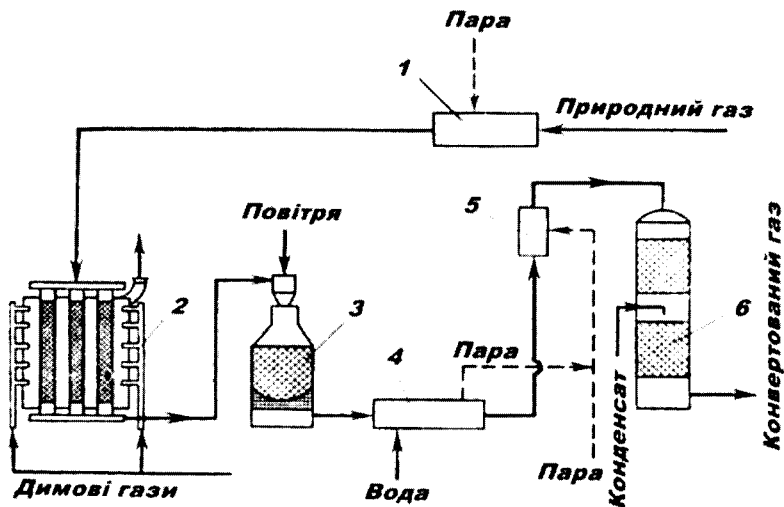 Пара
1
Природний газ
Повітря
5
2
3
6
Пара
4
Конденсат
Конвертований газ
Димові гази
Вода
Пара